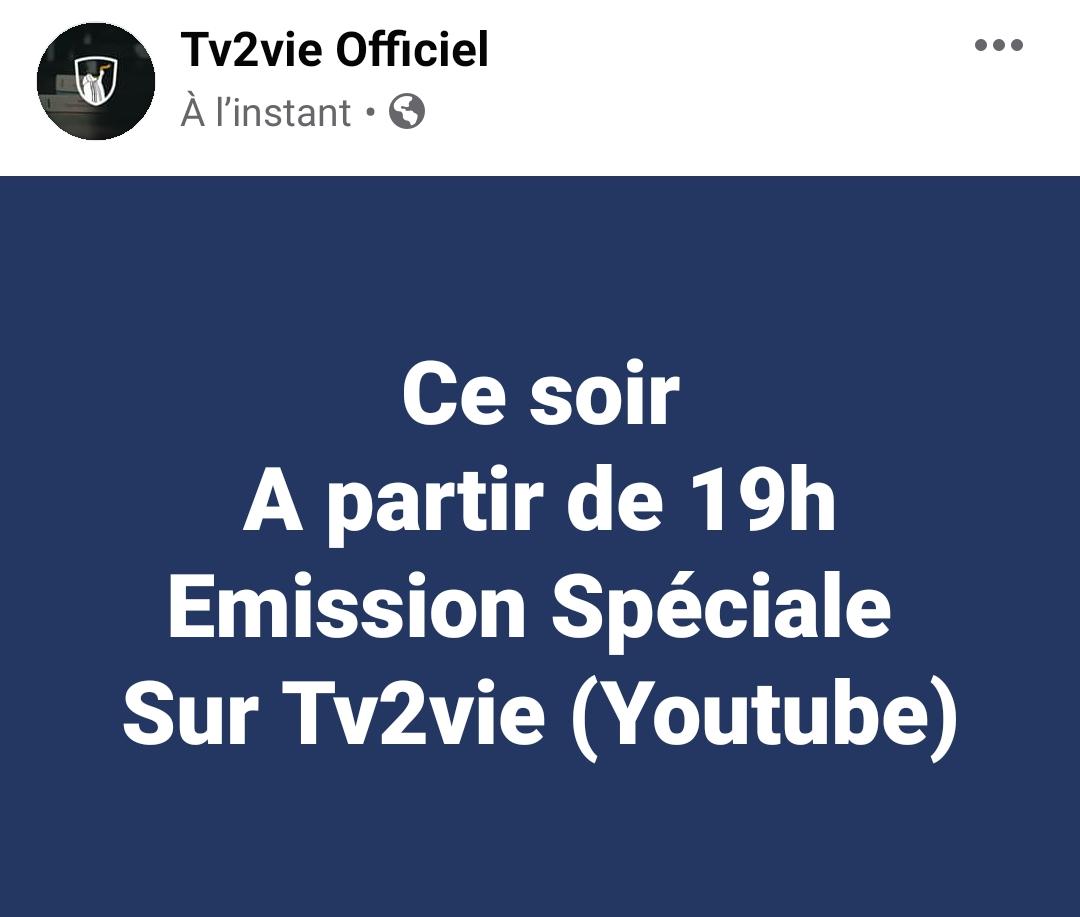 Tv2vie Officiel
À l’instant •
Ce soir
A partir de 19h
Emission Spéciale
Sur Tv2vie (Youtube)